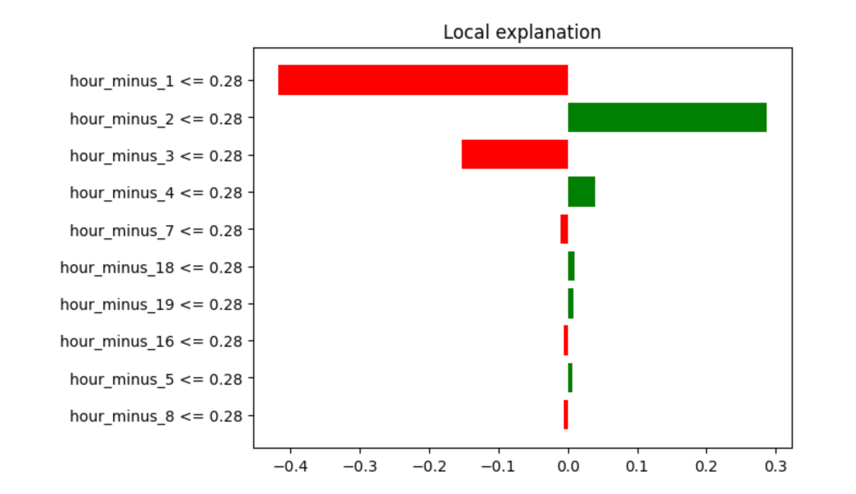 Local explanation
hour_minus_1 <= 0.28
hour_minus_2 <= 0.28
hour_minus_3 <= 0.28
hour_minus_4 <= 0.28
hour_minus_7 <= 0.28
hour_minus_18 <= 0.28
hour_minus_19 <= 0.28
hour_minus_16 <= 0.28
hour_minus_5 <= 0.28
hour_minus_8 <= 0.28
−0.4 −0.3 −0.2 −0.1 0.0 0.1 0.2 0.3